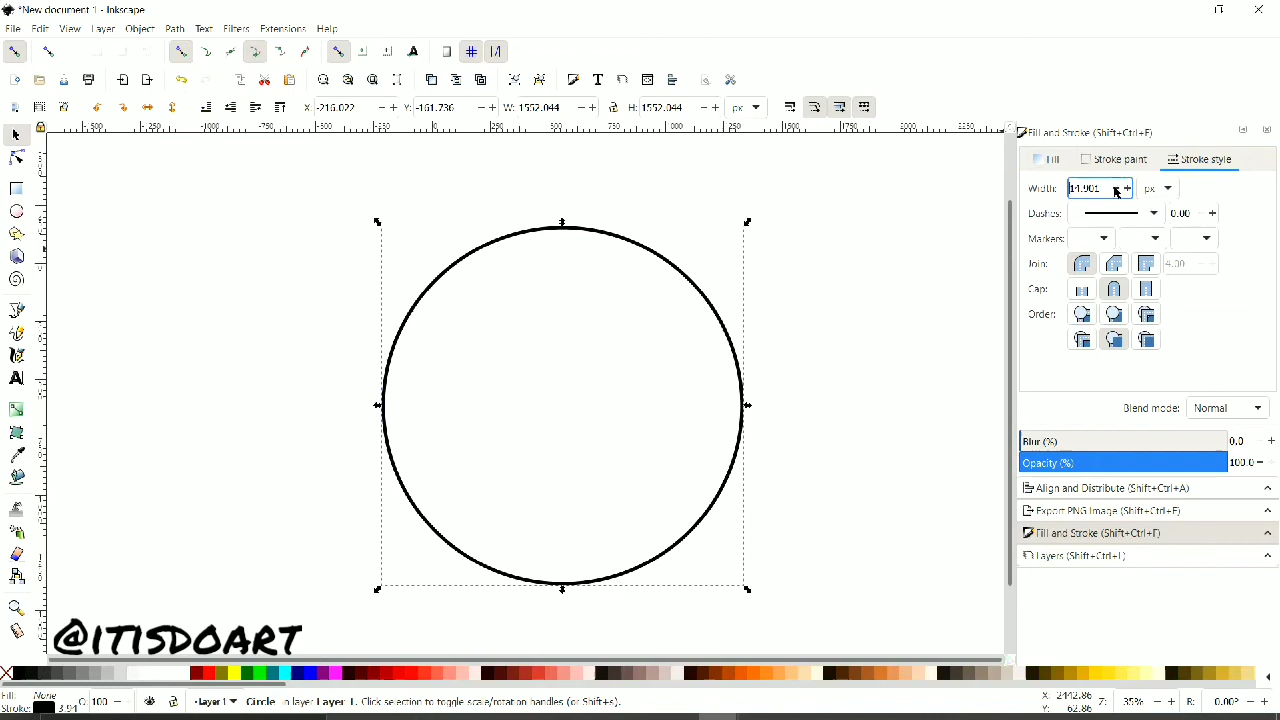 *New document 1 - Inkscape
File Edit View Layer Object Path Text Filters Extensions Help
X: -216.022 - + Y: -161.736 - + W: 1552.044 - + H: 1552.044 - + px
Fill and Stroke (Shift+Ctrl+F)
Fill Stroke paint Stroke style
Width: 14.901 px
Dashes: 0.00 +
Markers:
Join: 4.00
Cap:
Order:
Blend mode: Normal
Blur (%) 0.0
Opacity (%) 100.0
Align and Distribute (Shift+Ctrl+A)
Export PNG Image (Shift+Ctrl+E)
Fill and Stroke (Shift+Ctrl+F)
Layers (Shift+Ctrl+L)
@ITISDOART
Fill: None
Stroke: 3.94
O: 100
Layer 1
Circle in layer Layer 1. Click selection to toggle scale/rotation handles (or Shift+s).
X: 2442.86
Y: 62.86
Z: 35%
R: 0.00°